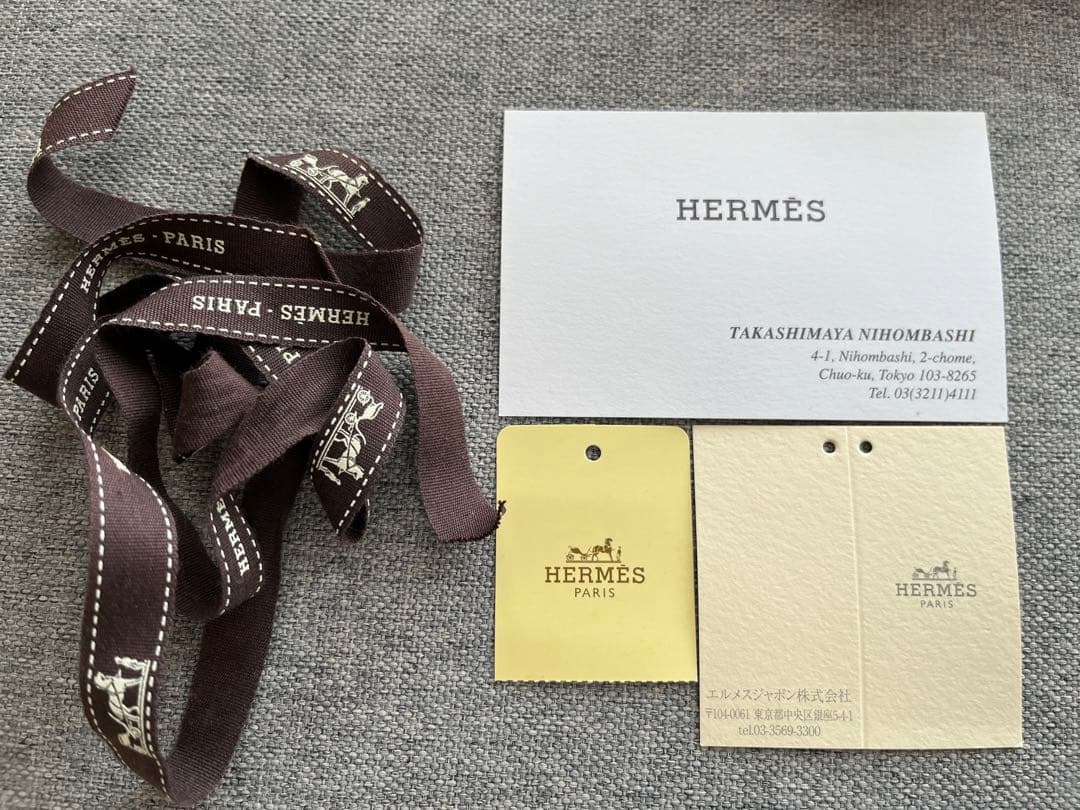 HERMÈS - PARIS
HERMÈS - PARIS
PARIS
HERM
HERMÈS
TAKASHIMAYA NIHOMBASHI
4-1, Nihombashi, 2-chome,
Chuo-ku, Tokyo 103-8265
Tel. 03(3211)4111
HERMÈS
PARIS
HERMÈS
PARIS
エルメスジャポン株式会社
〒104-0061 東京都中央区銀座5-4-1
tel.03-3569-3300